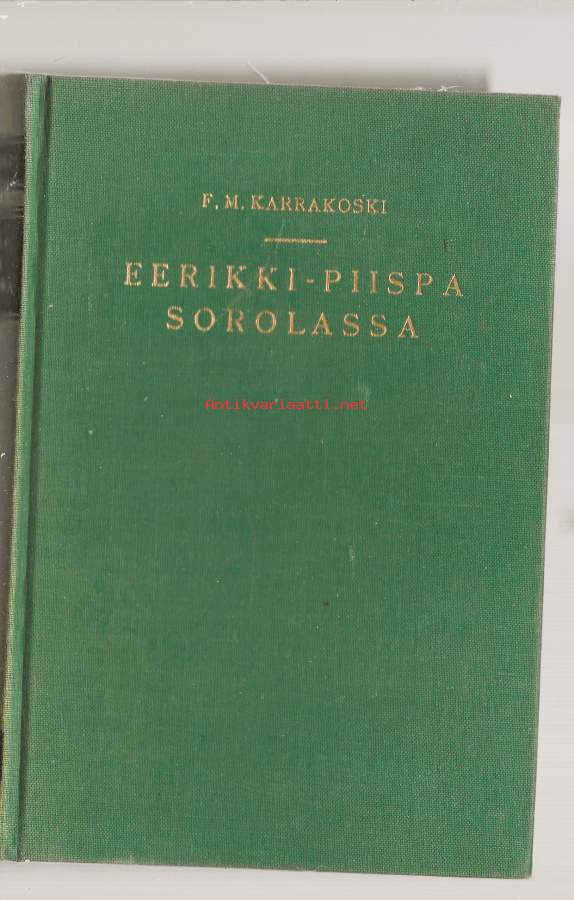 F. M. KARRAKOSKI
EERIKKI-PIISPA
SOROLASSA
Antikvariaatti.net